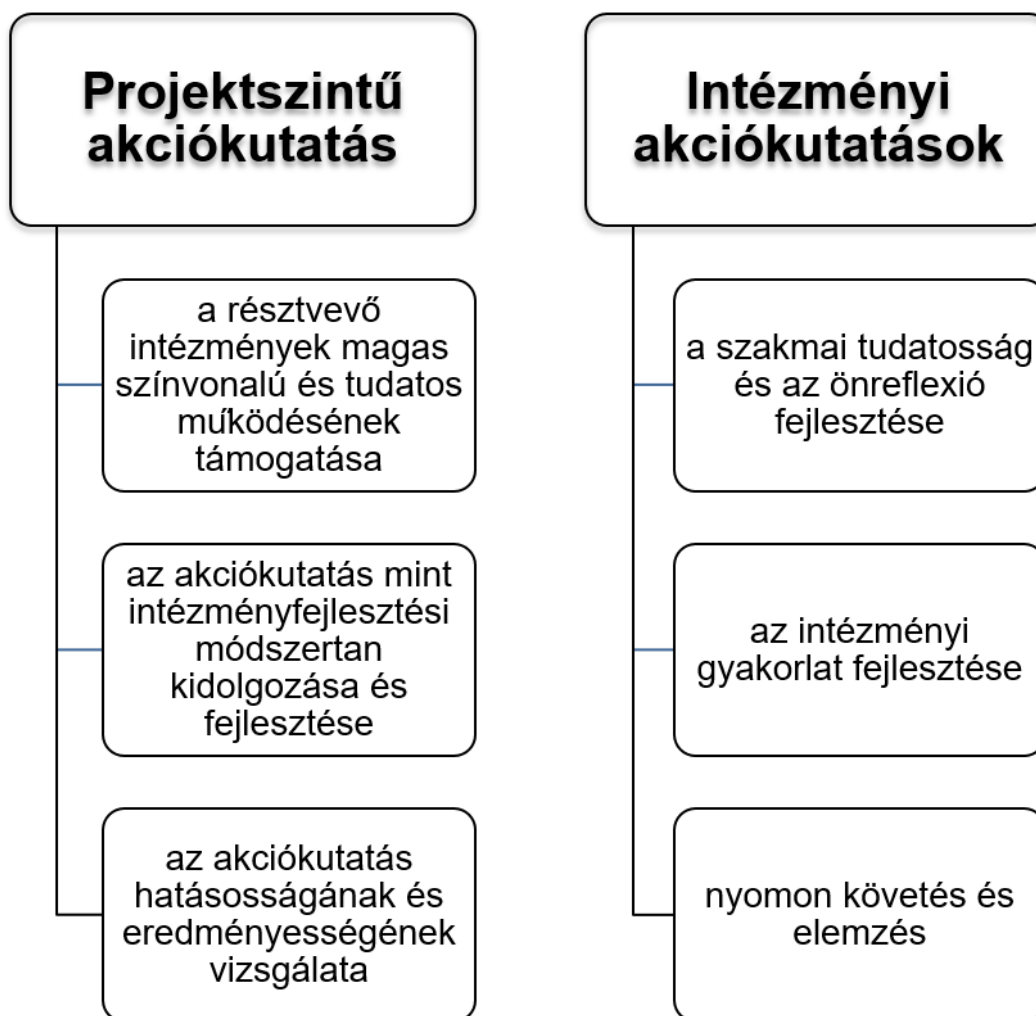 Projektszintű
akciókutatás
a résztvevő
intézmények magas
színvonalú és tudatos
működésének
támogatása
az akciókutatás mint
intézményfejlesztési
módszertan
kidolgozása és
fejlesztése
az akciókutatás
hatásosságának és
eredményességének
vizsgálata
Intézményi
akciókutatások
a szakmai tudatosság
és az önreflexió
fejlesztése
az intézményi
gyakorlat fejlesztése
nyomon követés és
elemzés